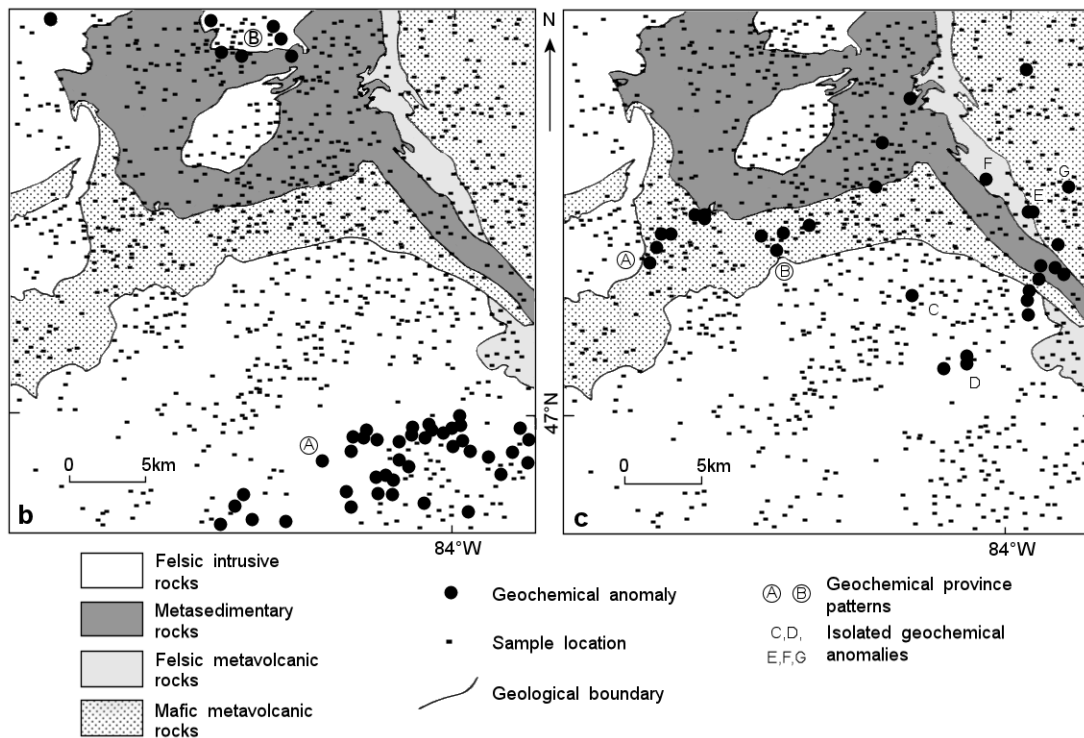 B
A
0 5km
b
84°W
N
47°N
F
G
E
A
B
C
D
0 5km
c
84°W
Felsic intrusive
rocks
Metasedimentary
rocks
Felsic metavolcanic
rocks
Mafic metavolcanic
rocks
Geochemical anomaly
Sample location
Geological boundary
A B Geochemical province
patterns
C,D, Isolated geochemical
E,F,G anomalies